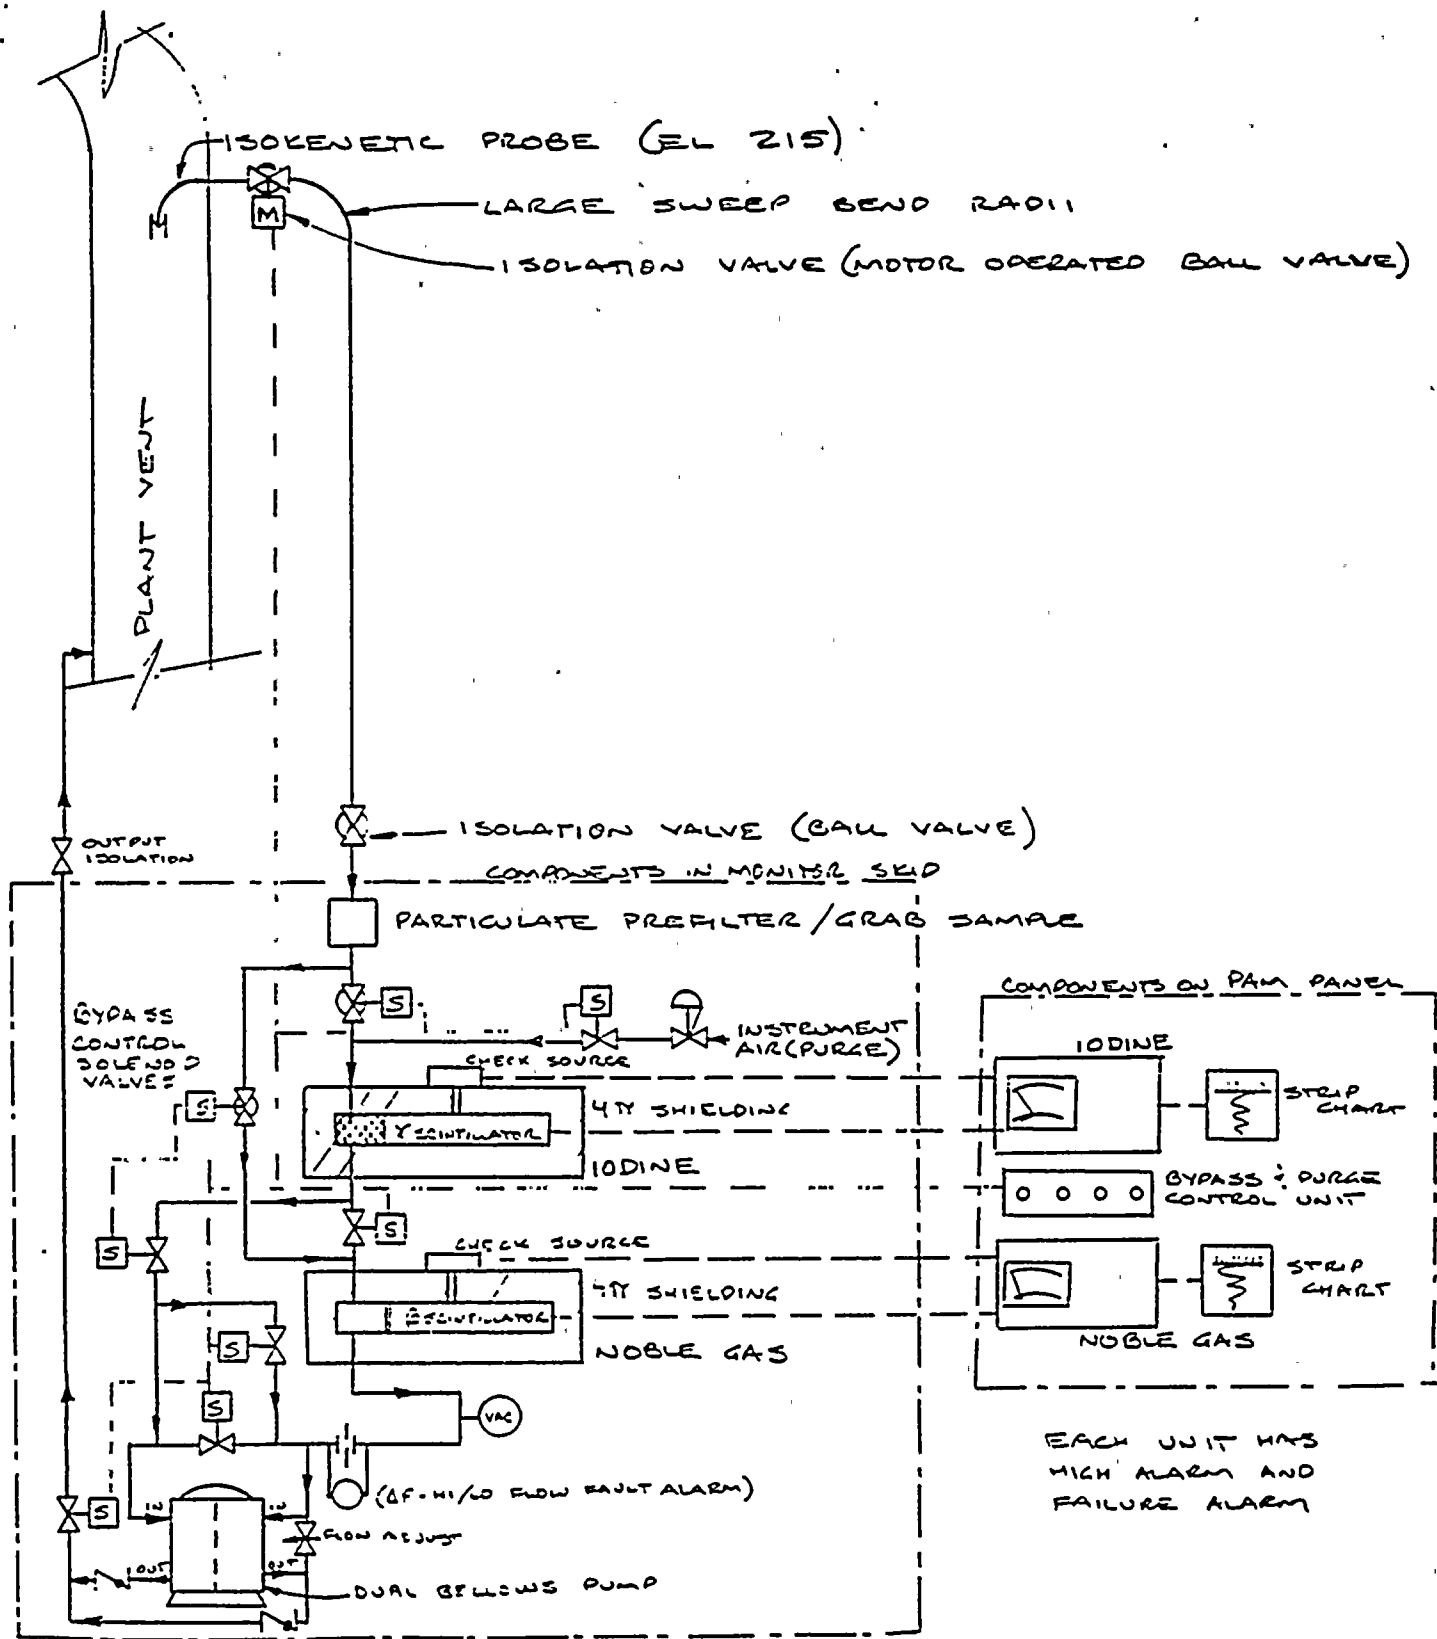 ISOKENETIC PROBE (EL 215)
M
LARGE SWEEP BEND RADII
ISOLATION VALVE (MOTOR OPERATED BALL VALVE)
PLANT VENT
ISOLATION VALVE (BALL VALVE)
OUTPUT
ISOLATION
COMPONENTS IN MONITOR SKID
PARTICULATE PREFILTER/GRAB SAMPLE
COMPONENTS ON PAM PANEL
BYPASS
CONTROL
SOLENOID
VALVES
S
S
INSTRUMENT
AIR (PURGE)
CHECK SOURCE
IODINE
S
4π SHIELDING
γ SCINTILLATOR
IODINE
STRIP
CHART
BYPASS & PURGE
CONTROL UNIT
S
S
CHECK SOURCE
4π SHIELDING
β SCINTILLATOR
NOBLE GAS
STRIP
CHART
NOBLE GAS
S
S
VAC
EACH UNIT HAS
HIGH ALARM AND
FAILURE ALARM
(ΔF-HI/LO FLOW FAULT ALARM)
S
IN
IN
FLOW ADJUST
OUT
OUT
DUAL BELLOWS PUMP